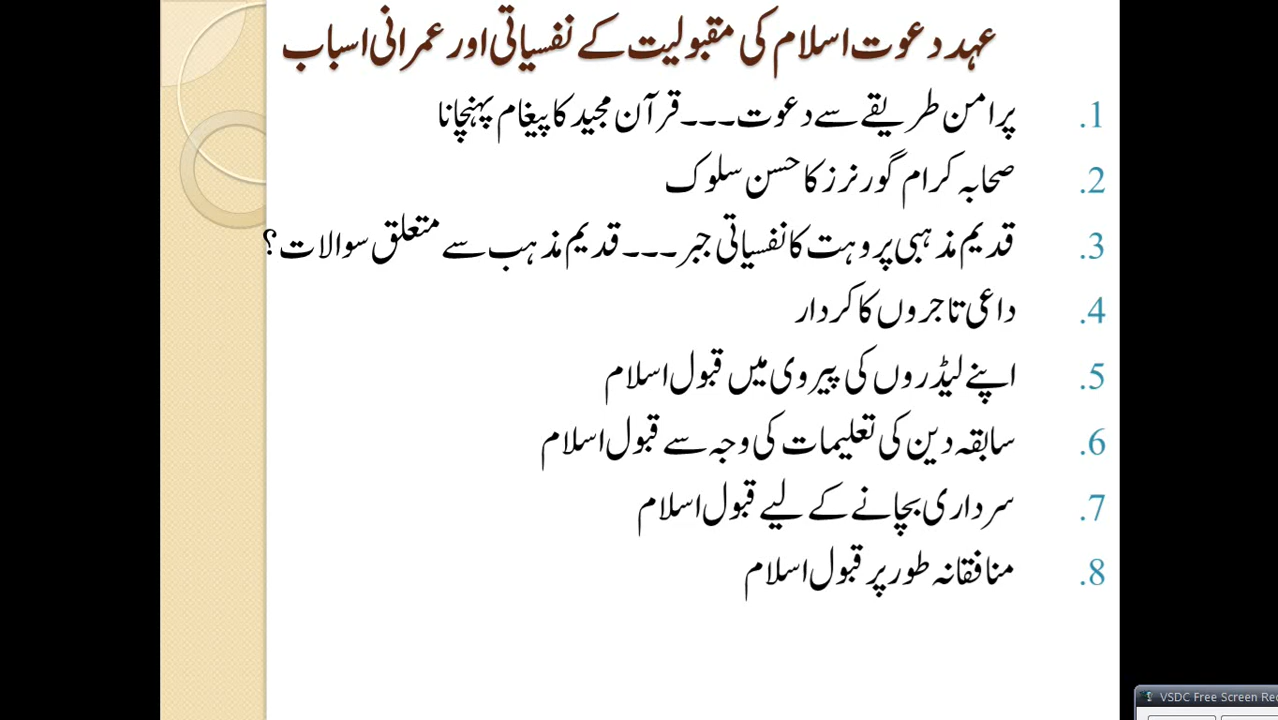 عہد دعوت اسلام کی مقبولیت کے نفسیاتی اور عمرانی اسباب
1. پرامن طریقے سے دعوت۔۔۔قرآن مجید کا پیغام پہنچانا
2. صحابہ کرام گورنرز کا حسن سلوک
3. قدیم مذہبی پروہت کا نفسیاتی جبر۔۔۔قدیم مذہب سے متعلق سوالات؟
4. داعی تاجروں کا کردار
5. اپنے لیڈروں کی پیروی میں قبول اسلام
6. سابقہ دین کی تعلیمات کی وجہ سے قبول اسلام
7. سرداری بچانے کے لیے قبول اسلام
8. منافقانہ طور پر قبول اسلام
VSDC Free Screen Rec